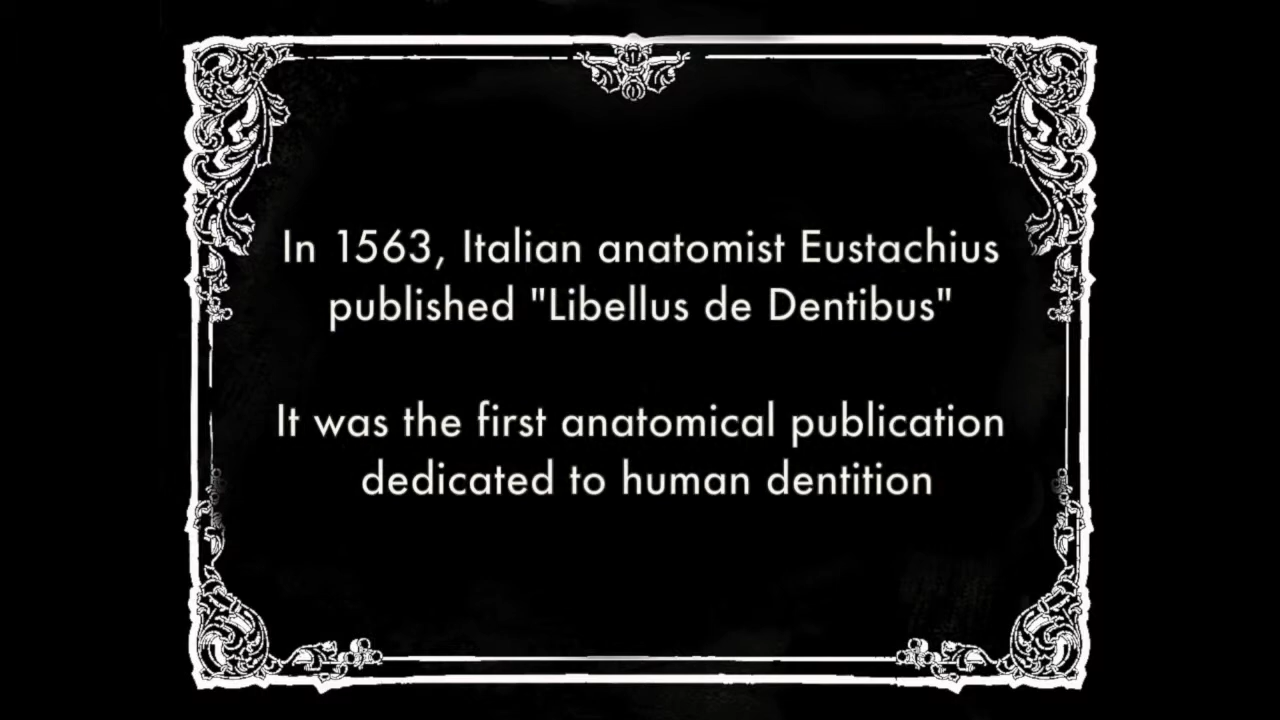 In 1563, Italian anatomist Eustachius
published "Libellus de Dentibus"
It was the first anatomical publication
dedicated to human dentition